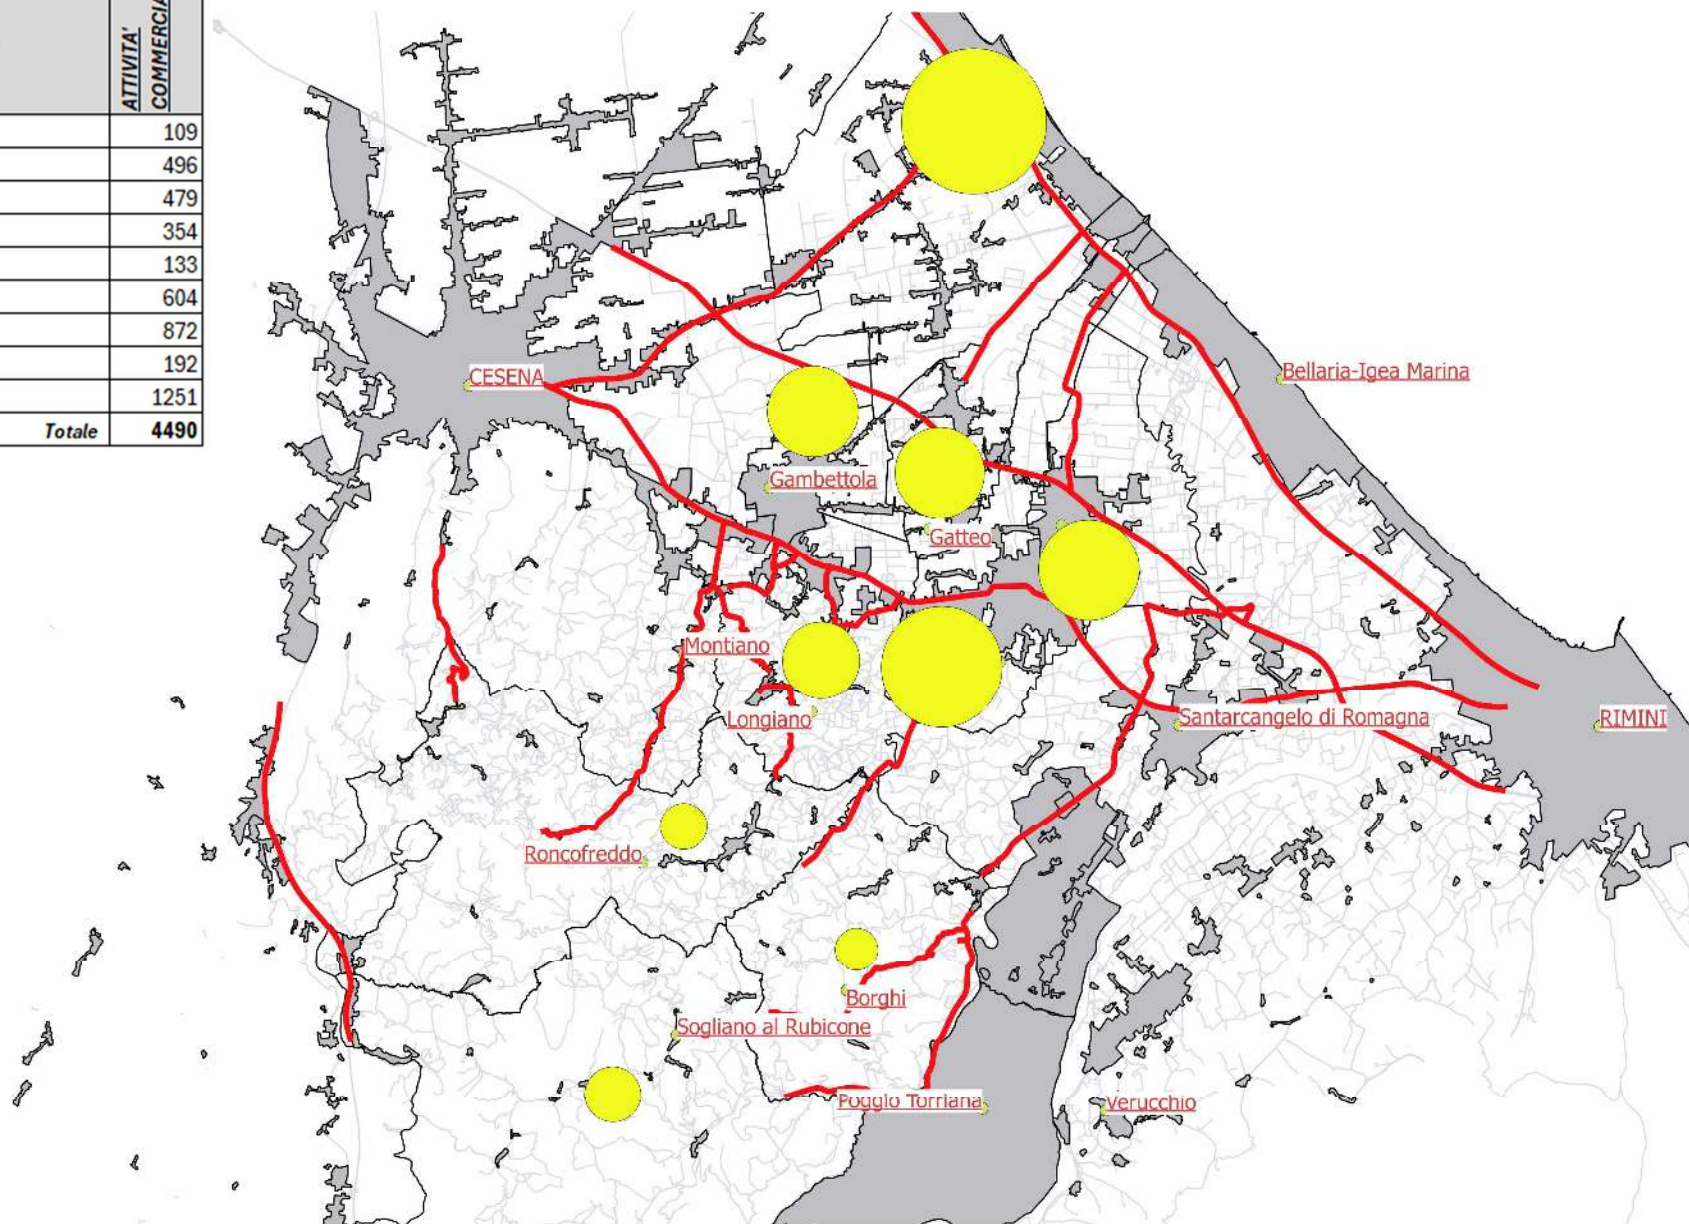 ATTIVITA'
109
496
479
354
133
604
872
192
1251
Totale 4490
CESENA
Bellaria-Igea Marina
Gambettola
Gatteo
Montiano
Longiano
Santarcangelo di Romagna
RIMINI
Roncofreddo
Borghi
Sogliano al Rubicone
Poggio Torriana
Verucchio